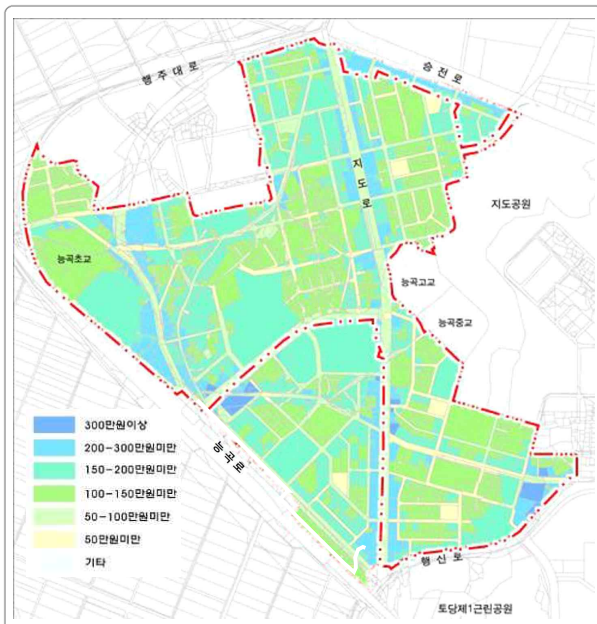 행주대로
승전로
지도로
지도공원
능곡초교
능곡고교
능곡중교
300만원이상
200-300만원미만
150-200만원미만
100-150만원미만
50-100만원미만
50만원미만
기타
능곡로
행신로
토당제1근린공원